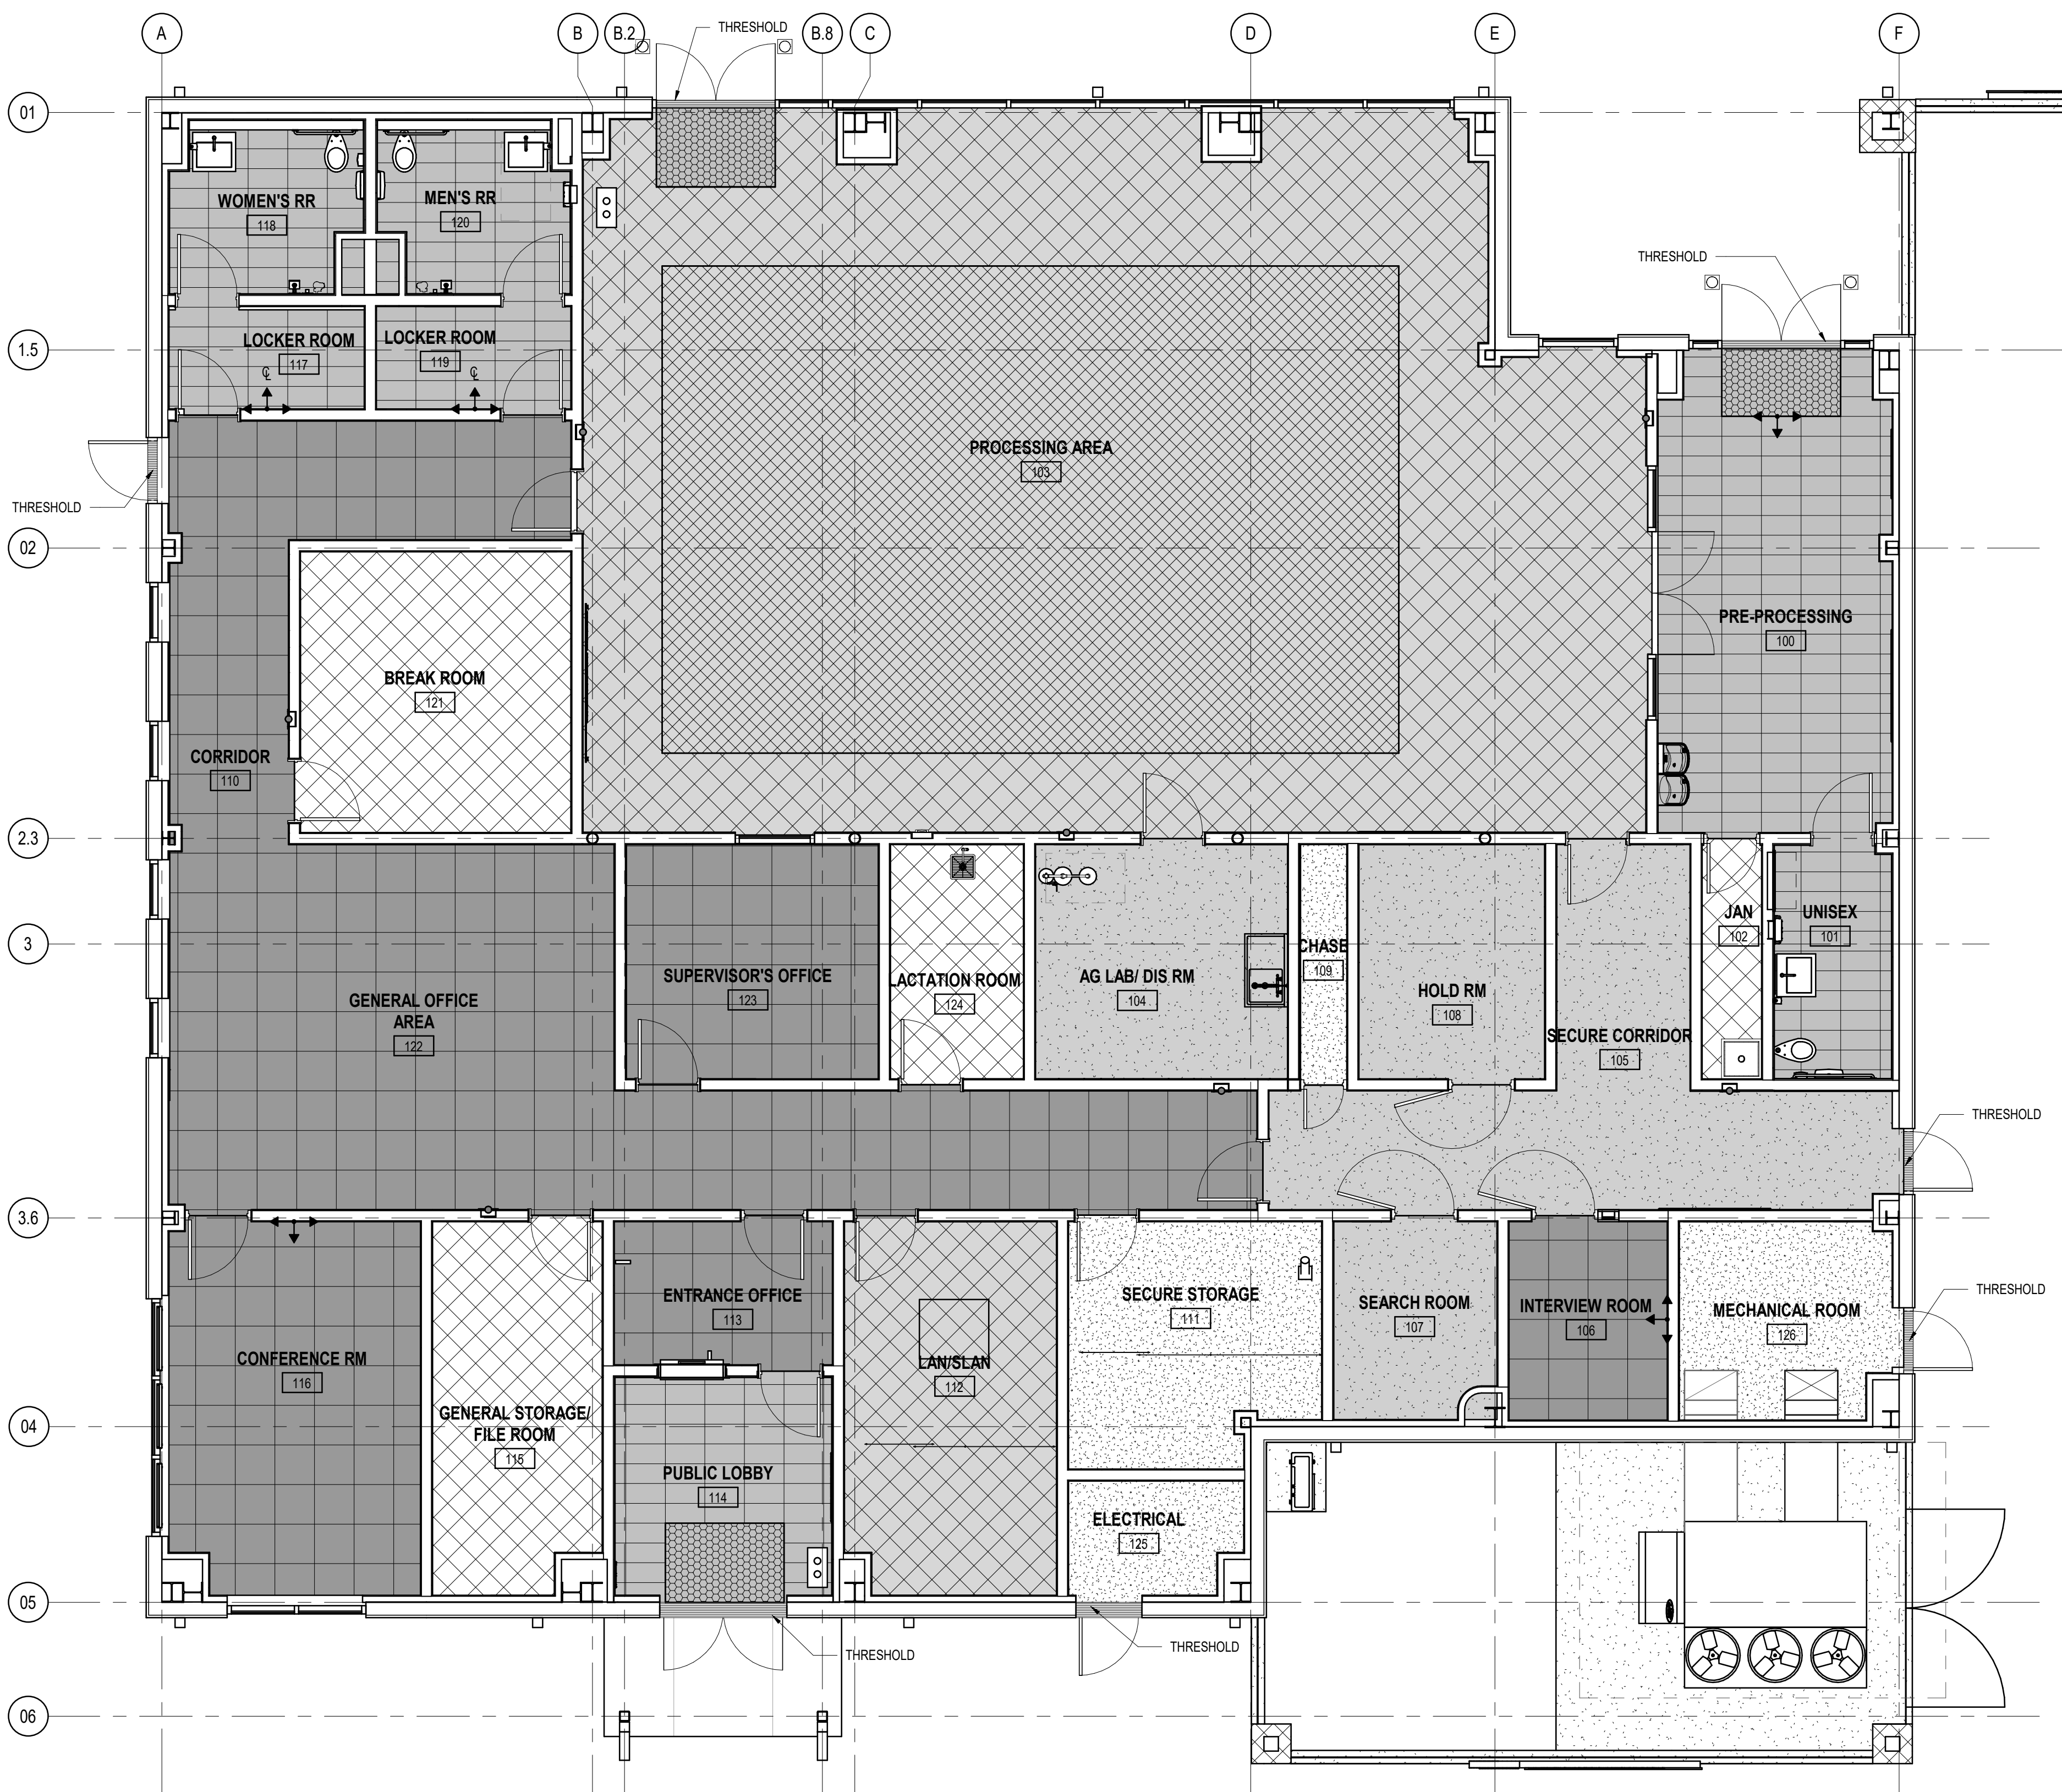 THRESHOLD
A
B
B.2
B.8
C
D
E
F
01
WOMEN'S RR
118
MEN'S RR
120
THRESHOLD
LOCKER ROOM
117
LOCKER ROOM
119
1.5
℄
℄
PROCESSING AREA
103
THRESHOLD
02
PRE-PROCESSING
100
BREAK ROOM
121
CORRIDOR
110
2.3
JAN
102
UNISEX
101
3
CHASE
109
SUPERVISOR'S OFFICE
123
LACTATION ROOM
124
AG LAB/ DIS RM
104
HOLD RM
108
GENERAL OFFICE
AREA
122
SECURE CORRIDOR
105
THRESHOLD
3.6
THRESHOLD
ENTRANCE OFFICE
113
SECURE STORAGE
111
SEARCH ROOM
107
INTERVIEW ROOM
106
MECHANICAL ROOM
126
CONFERENCE RM
116
LAN/SLAN
112
GENERAL STORAGE/
FILE ROOM
115
04
PUBLIC LOBBY
114
ELECTRICAL
125
05
THRESHOLD
THRESHOLD
06